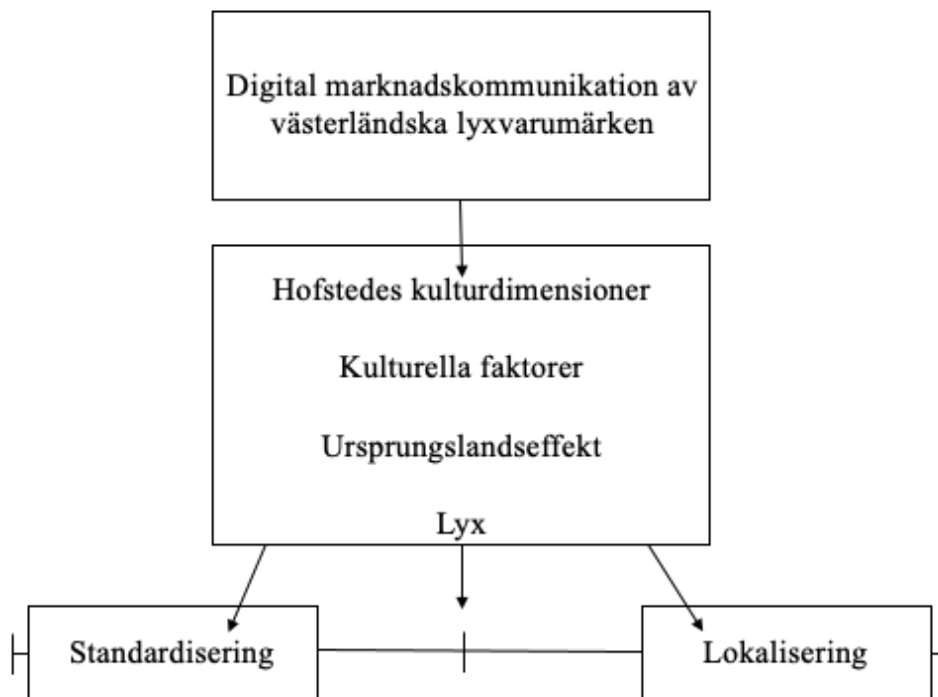 Digital marknadskommunikation av
västerländska lyxvarumärken
Hofstedes kulturdimensioner
Kulturella faktorer
Ursprungslandseffekt
Lyx
Standardisering
Lokalisering